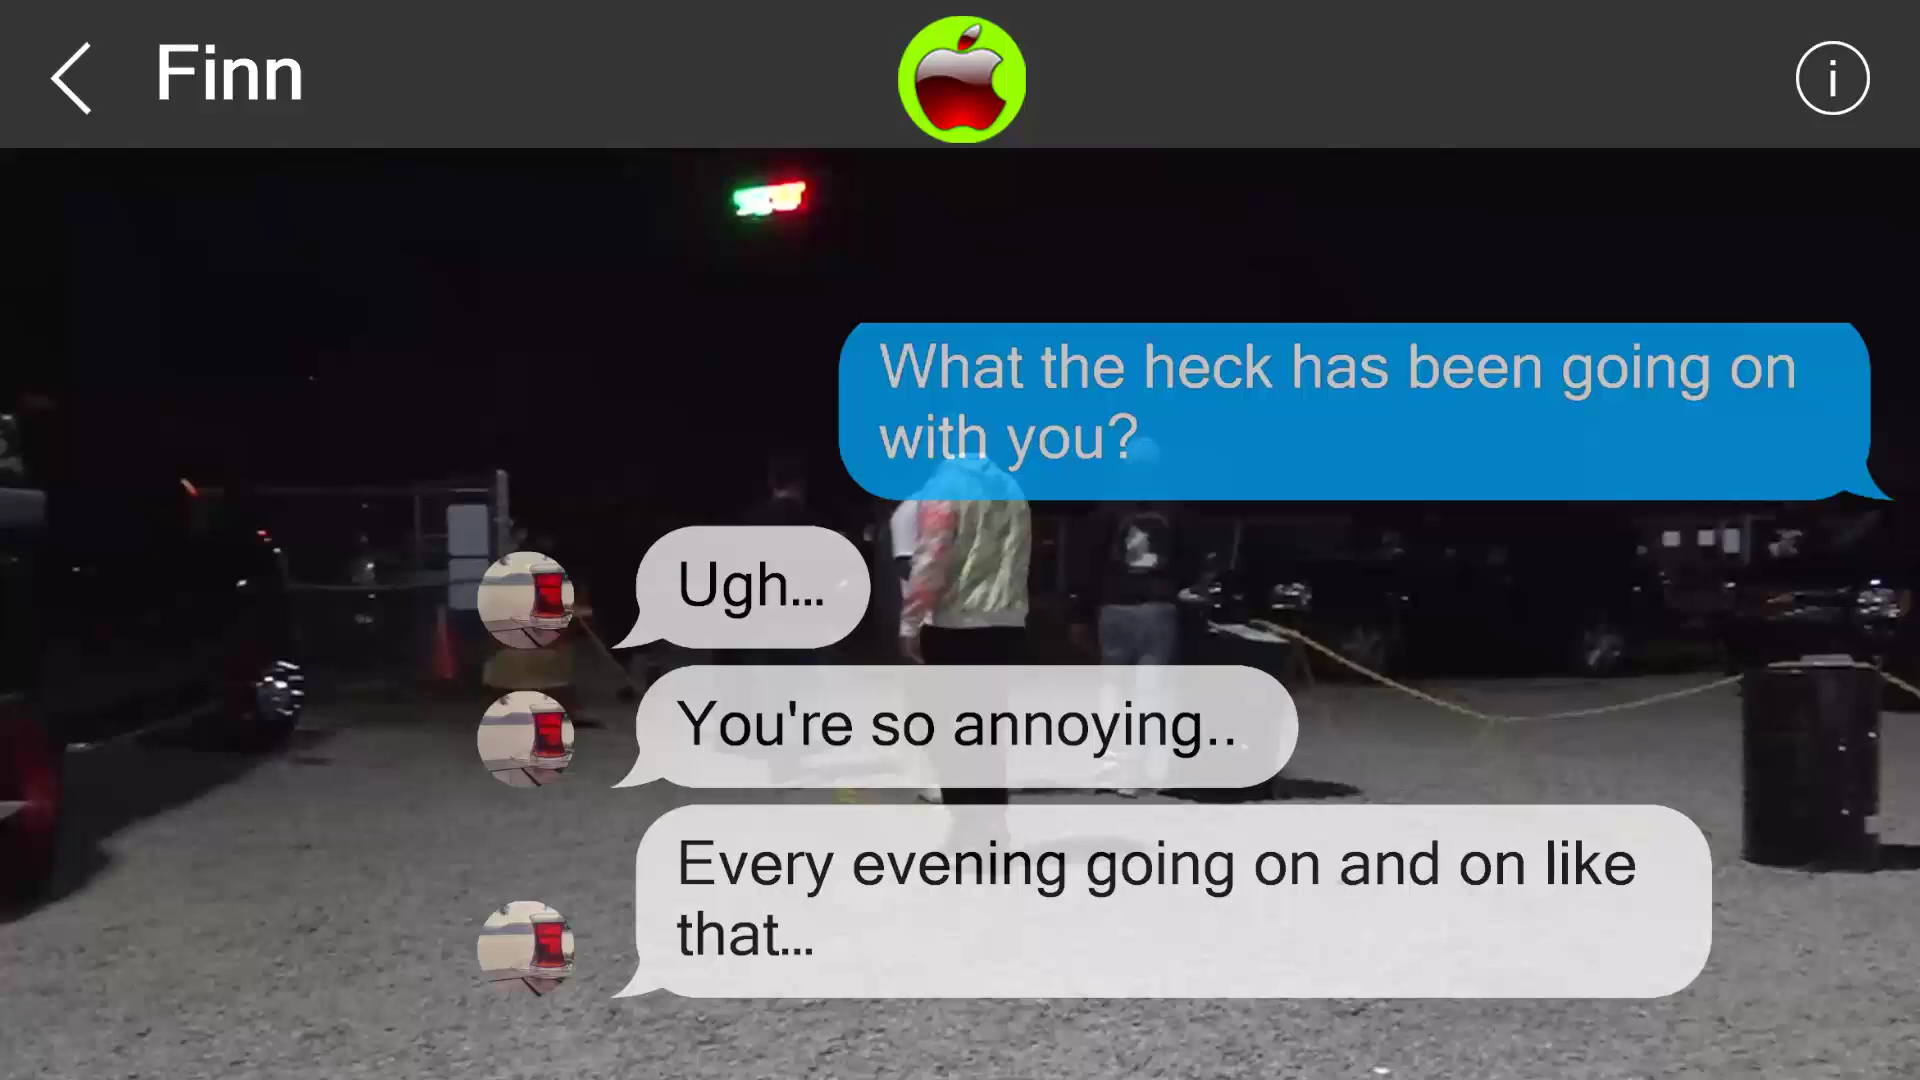 Finn
What the heck has been going on
with you?
Ugh...
You're so annoying..
Every evening going on and on like
that...